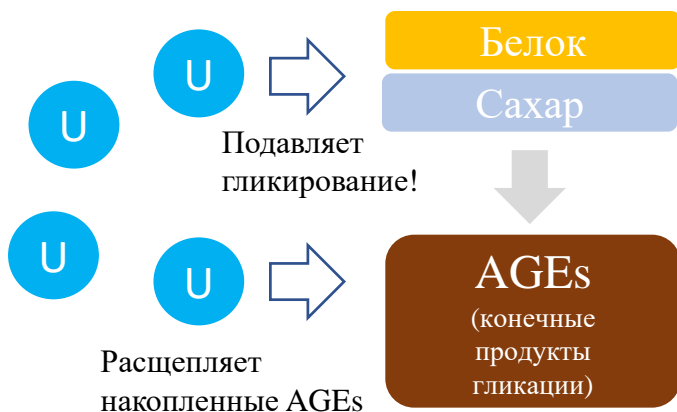 U
U
U
U
Подавляет
гликирование!
Белок
Сахар
Расщепляет
накопленные AGEs
AGEs
(конечные
продукты
гликации)